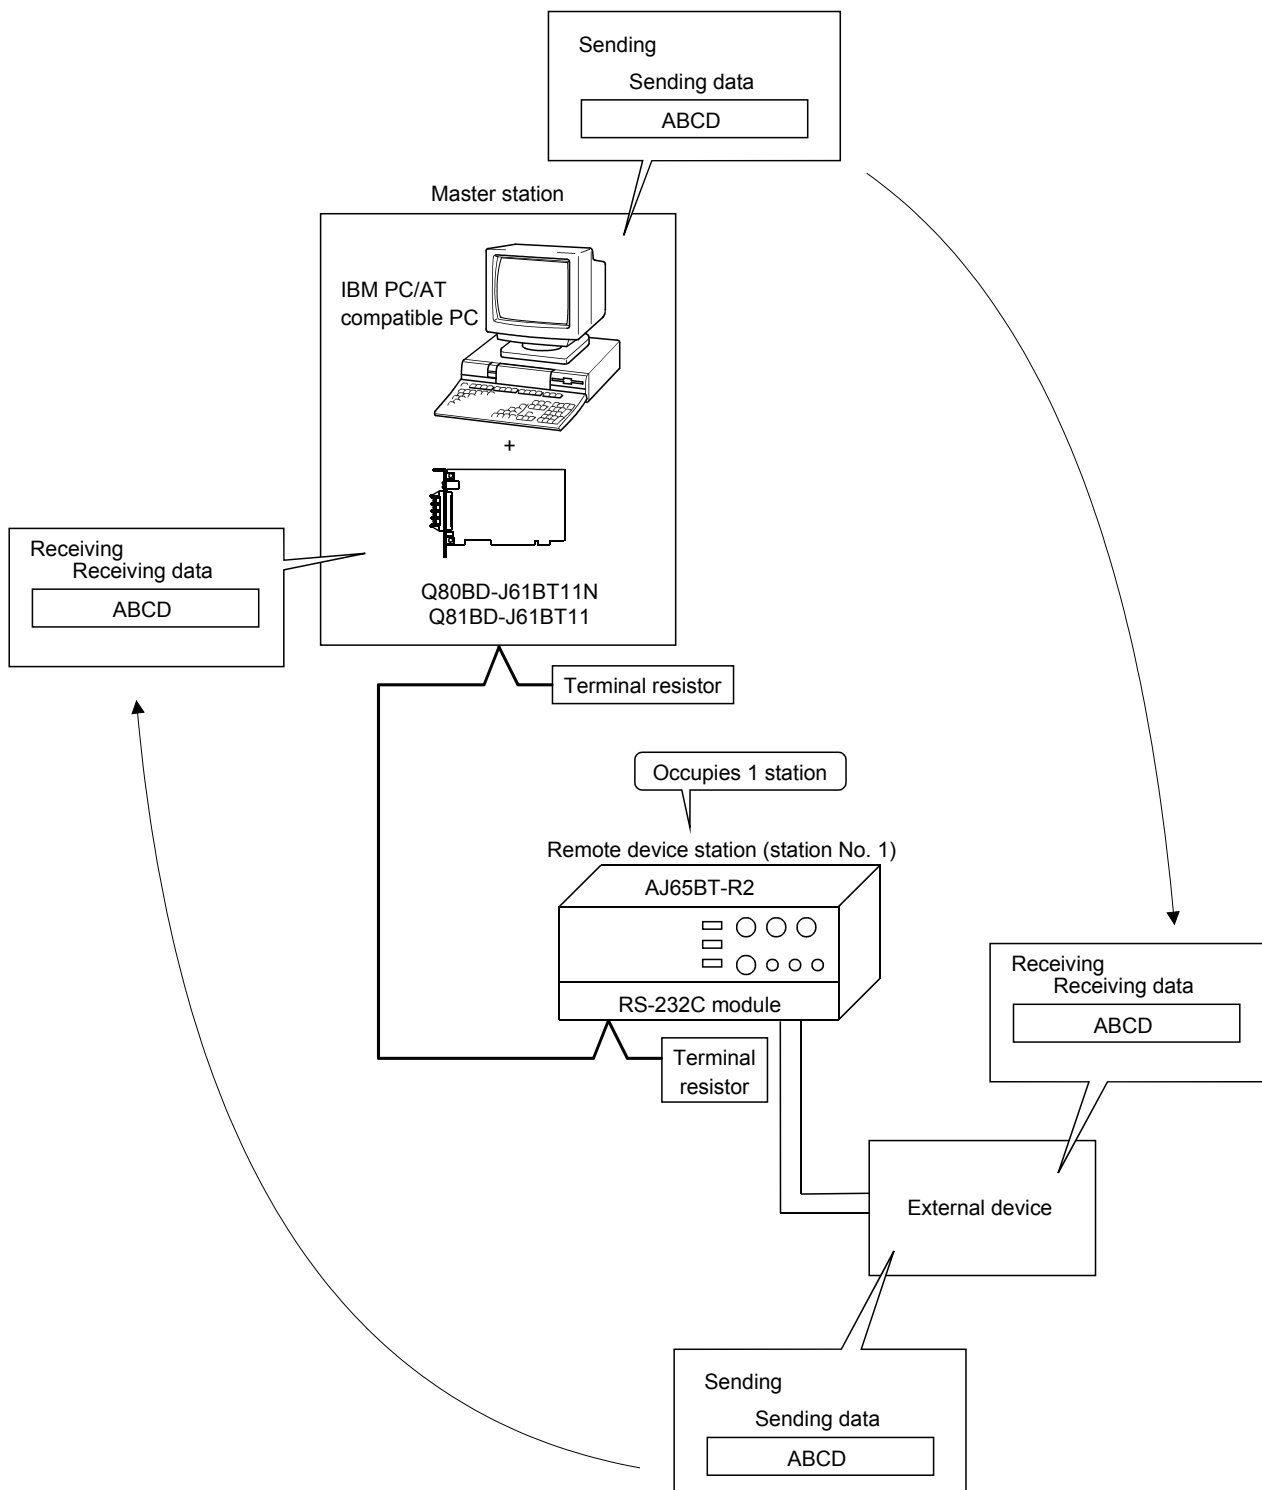 Sending
Sending data
ABCD
Master station
IBM PC/AT
compatible PC
+
Receiving
Receiving data
ABCD
Q80BD-J61BT11N
Q81BD-J61BT11
Terminal resistor
Occupies 1 station
Remote device station (station No. 1)
AJ65BT-R2
RS-232C module
Terminal
resistor
Receiving
Receiving data
ABCD
External device
Sending
Sending data
ABCD